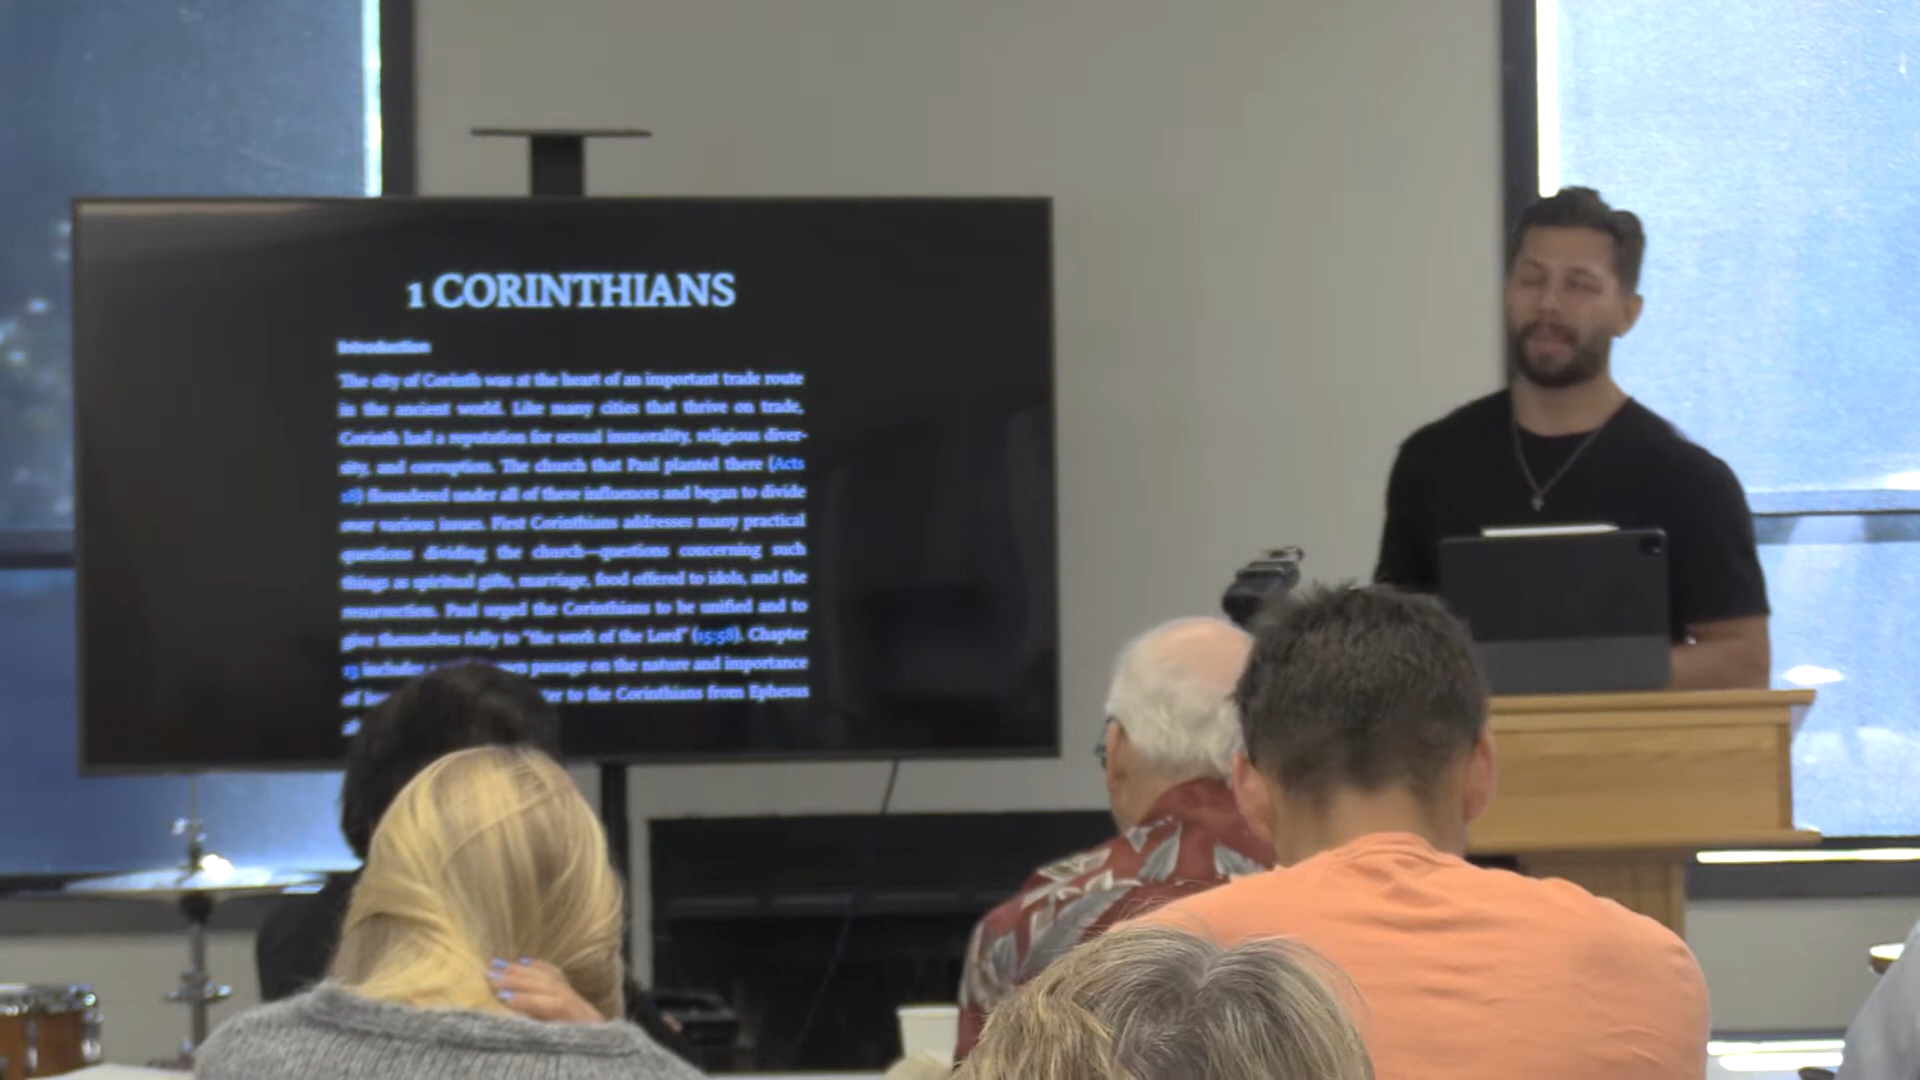 1 CORINTHIANS
Introduction
The city of Corinth was at the heart of an important trade route
in the ancient world. Like many cities that thrive on trade,
Corinth had a reputation for sexual immorality, religious diver-
sity, and corruption. The church that Paul planted there (Acts
18) floundered under all of these influences and began to divide
over various issues. First Corinthians addresses many practical
questions dividing the church—questions concerning such
things as spiritual gifts, marriage, food offered to idols, and the
resurrection. Paul urged the Corinthians to be unified and to
give themselves fully to "the work of the Lord" (15:58). Chapter
13 includes passage on the nature and importance
of to the Corinthians from Ephesus